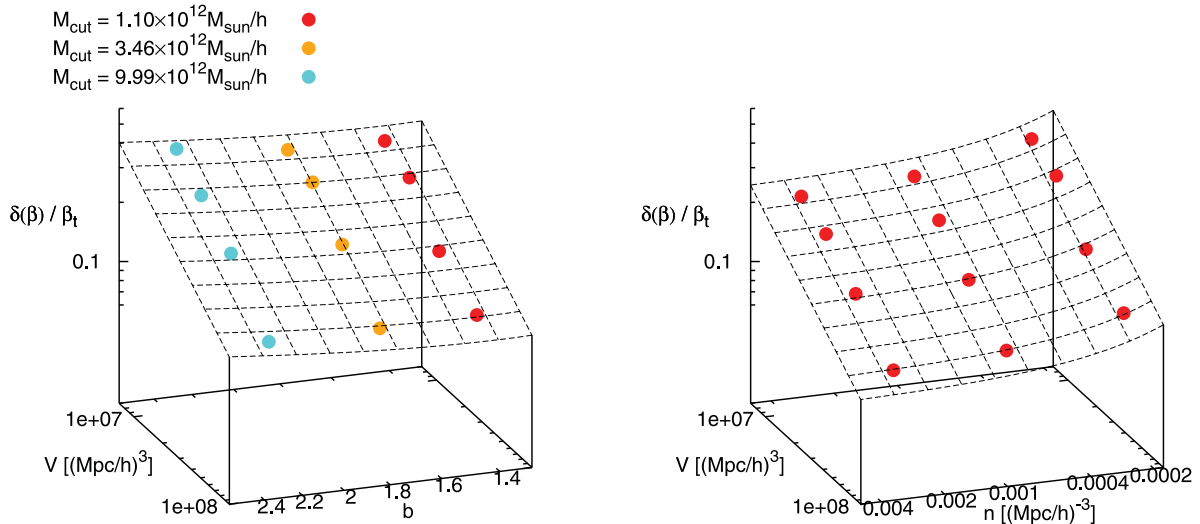 M_cut = 1.10×10^12 M_sun/h
M_cut = 3.46×10^12 M_sun/h
M_cut = 9.99×10^12 M_sun/h
δ(β) / β_t
0.1
1e+07
V [(Mpc/h)^3]
1e+08
2.4 2.2 2 1.8 1.6 1.4
b
δ(β) / β_t
0.1
1e+07
V [(Mpc/h)^3]
1e+08
0.004 0.002 0.001 0.0004 0.0002
n [(Mpc/h)^-3]